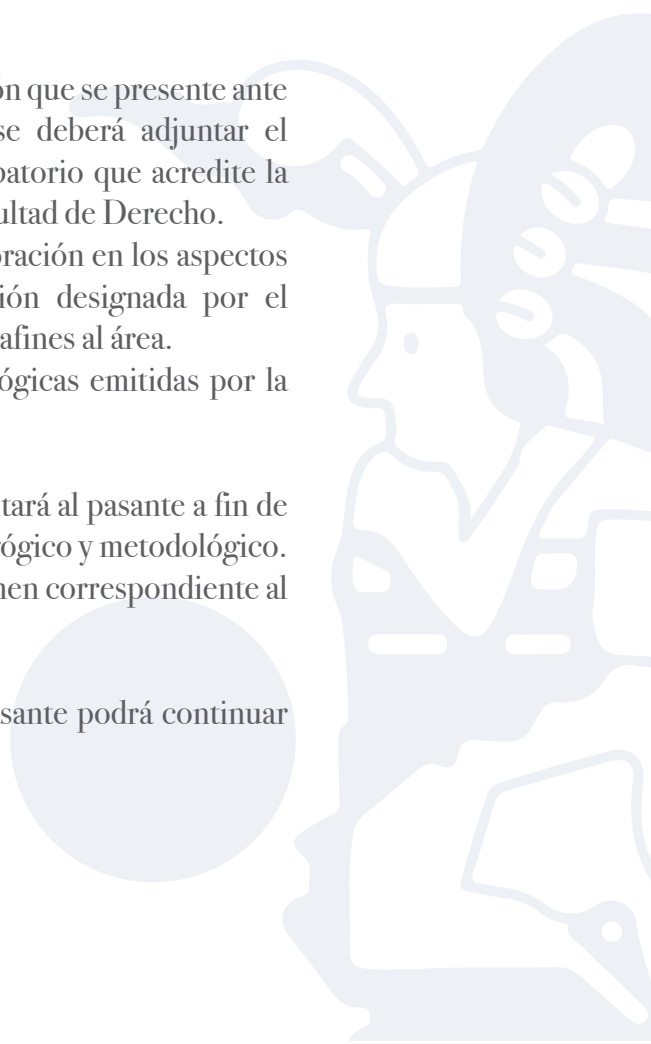 ón que se presente ante
se deberá adjuntar el
batorio que acredite la
ultad de Derecho.
oración en los aspectos
ión designada por el
afines al área.
ógicas emitidas por la
tará al pasante a fin de
ógico y metodológico.
men correspondiente al
sante podrá continuar